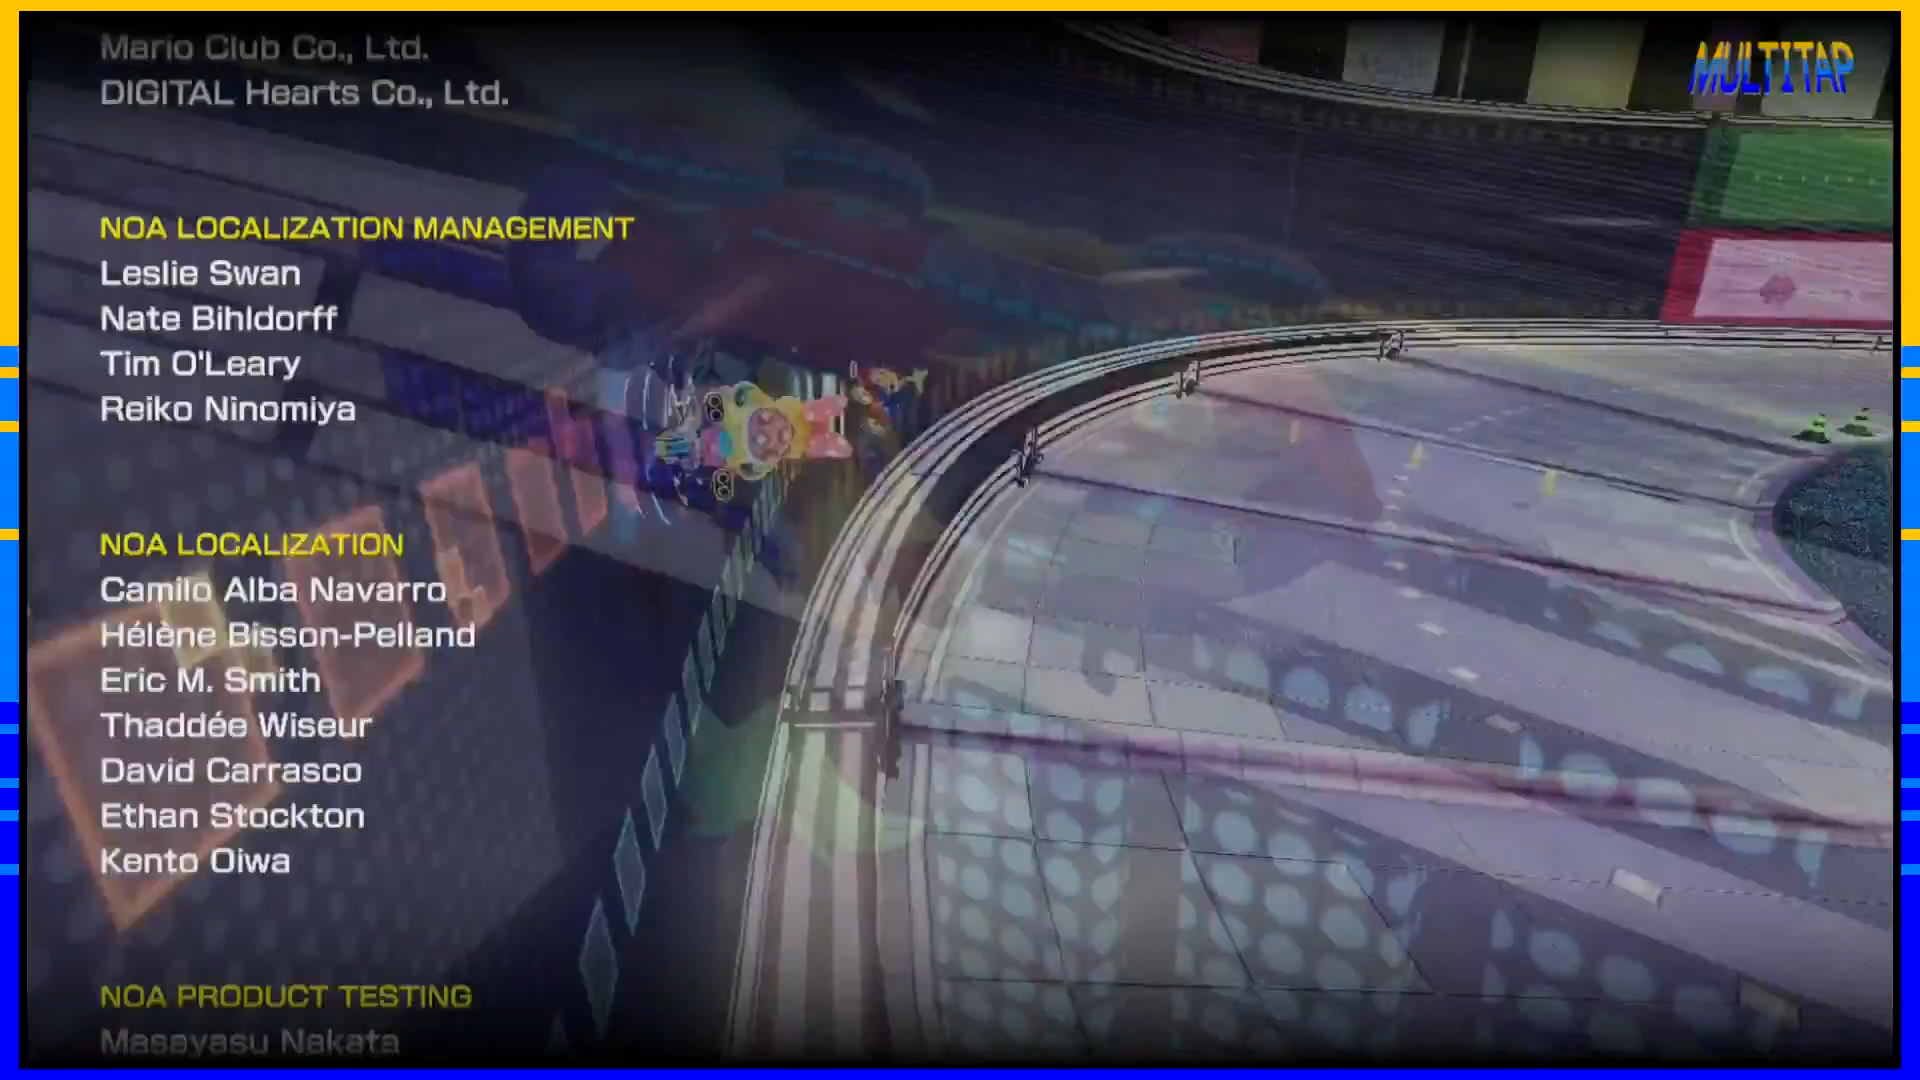 Mario Club Co., Ltd.
DIGITAL Hearts Co., Ltd.
MULTITAP
NOA LOCALIZATION MANAGEMENT
Leslie Swan
Nate Bihldorff
Tim O'Leary
Reiko Ninomiya
NOA LOCALIZATION
Camilo Alba Navarro
Hélène Bisson-Pelland
Eric M. Smith
Thaddée Wiseur
David Carrasco
Ethan Stockton
Kento Oiwa
NOA PRODUCT TESTING
Masayasu Nakata